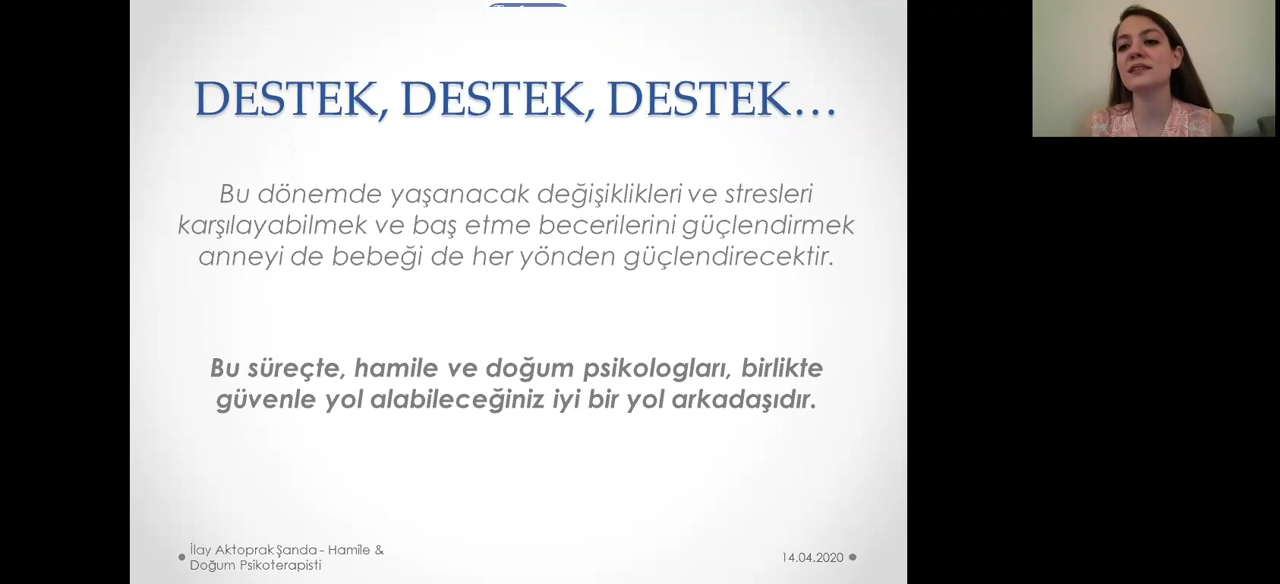 DESTEK, DESTEK, DESTEK…
Bu dönemde yaşanacak değişiklikleri ve stresleri
karşılayabilmek ve baş etme becerilerini güçlendirmek
anneyi de bebeği de her yönden güçlendirecektir.
Bu süreçte, hamile ve doğum psikologları, birlikte
güvenle yol alabileceğiniz iyi bir yol arkadaşıdır.
İlay Aktoprak Şanda - Hamile &
Doğum Psikoterapisti
14.04.2020